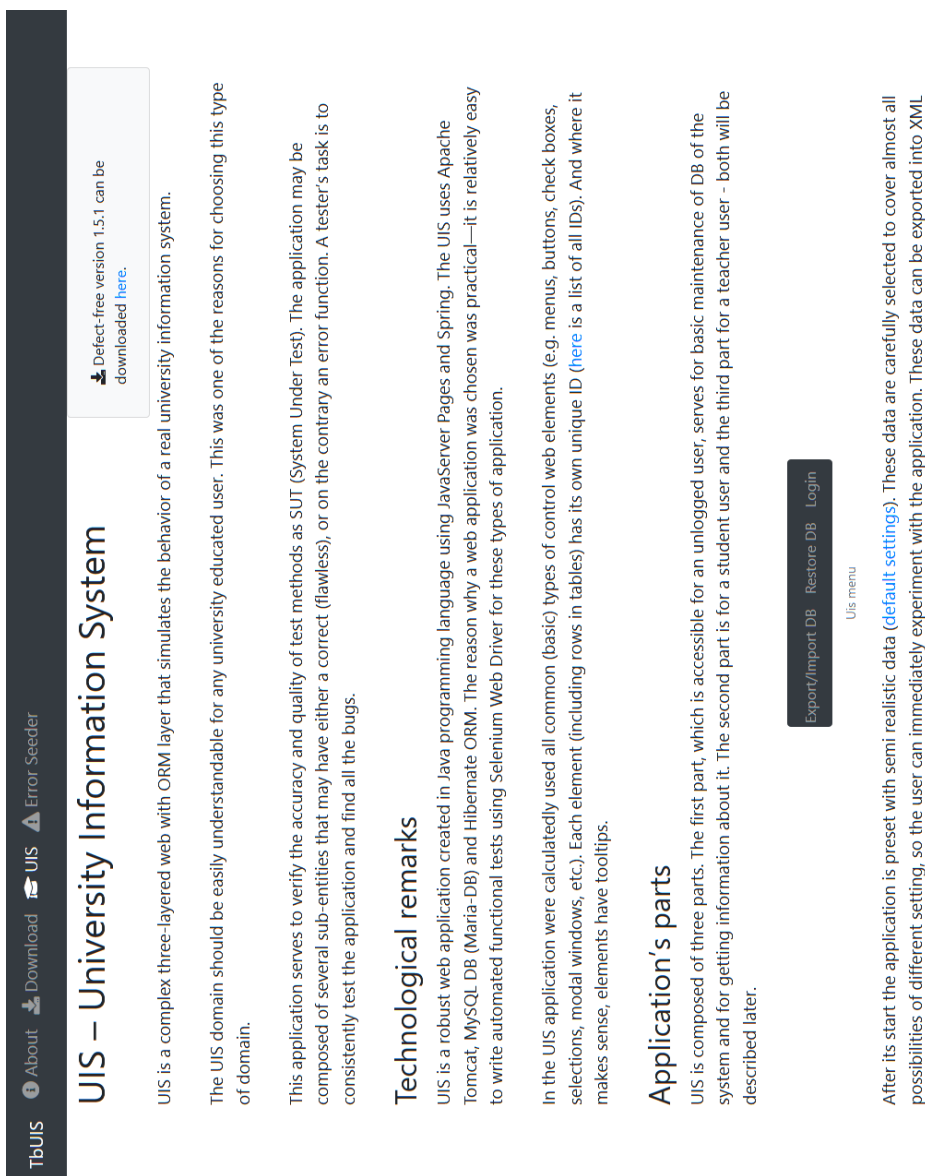 TbUIS About Download UIS Error Seeder
UIS – University Information System
Defect-free version 1.5.1 can be
downloaded here.
UIS is a complex three-layered web with ORM layer that simulates the behavior of a real university information system.
The UIS domain should be easily understandable for any university educated user. This was one of the reasons for choosing this type
of domain.
This application serves to verify the accuracy and quality of test methods as SUT (System Under Test). The application may be
composed of several sub-entities that may have either a correct (flawless), or on the contrary an error function. A tester's task is to
consistently test the application and find all the bugs.
Technological remarks
UIS is a robust web application created in Java programming language using JavaServer Pages and Spring. The UIS uses Apache
Tomcat, MySQL DB (Maria-DB) and Hibernate ORM. The reason why a web application was chosen was practical—it is relatively easy
to write automated functional tests using Selenium Web Driver for these types of application.
In the UIS application were calculatedly used all common (basic) types of control web elements (e.g. menus, buttons, check boxes,
selections, modal windows, etc.). Each element (including rows in tables) has its own unique ID (here is a list of all IDs). And where it
makes sense, elements have tooltips.
Application's parts
UIS is composed of three parts. The first part, which is accessible for an unlogged user, serves for basic maintenance of DB of the
system and for getting information about it. The second part is for a student user and the third part for a teacher user - both will be
described later.
Export/Import DB Restore DB Login
Uis menu
After its start the application is preset with semi realistic data (default settings). These data are carefully selected to cover almost all
possibilities of different setting, so the user can immediately experiment with the application. These data can be exported into XML